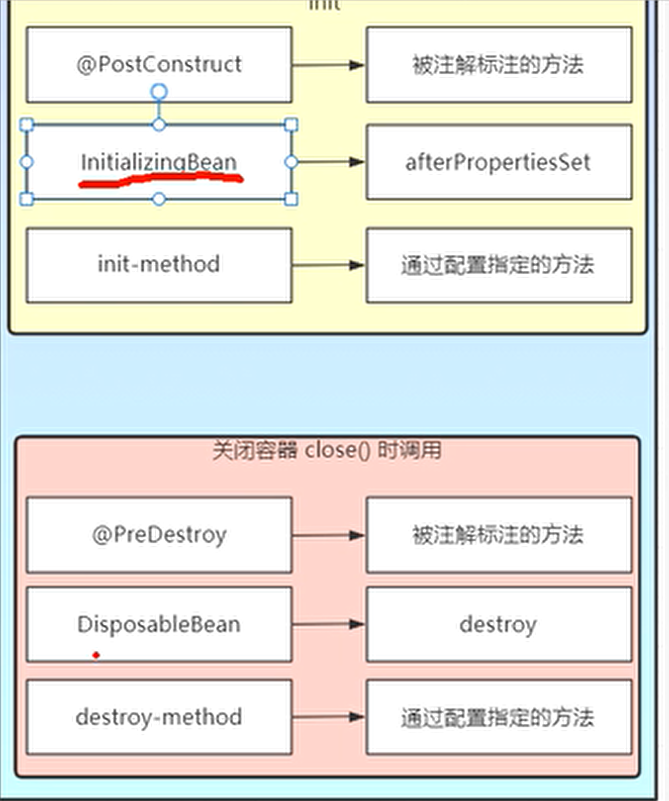 init
@PostConstruct
被注解标注的方法
InitializingBean
afterPropertiesSet
init-method
通过配置指定的方法
关闭容器 close() 时调用
@PreDestroy
被注解标注的方法
DisposableBean
destroy
destroy-method
通过配置指定的方法